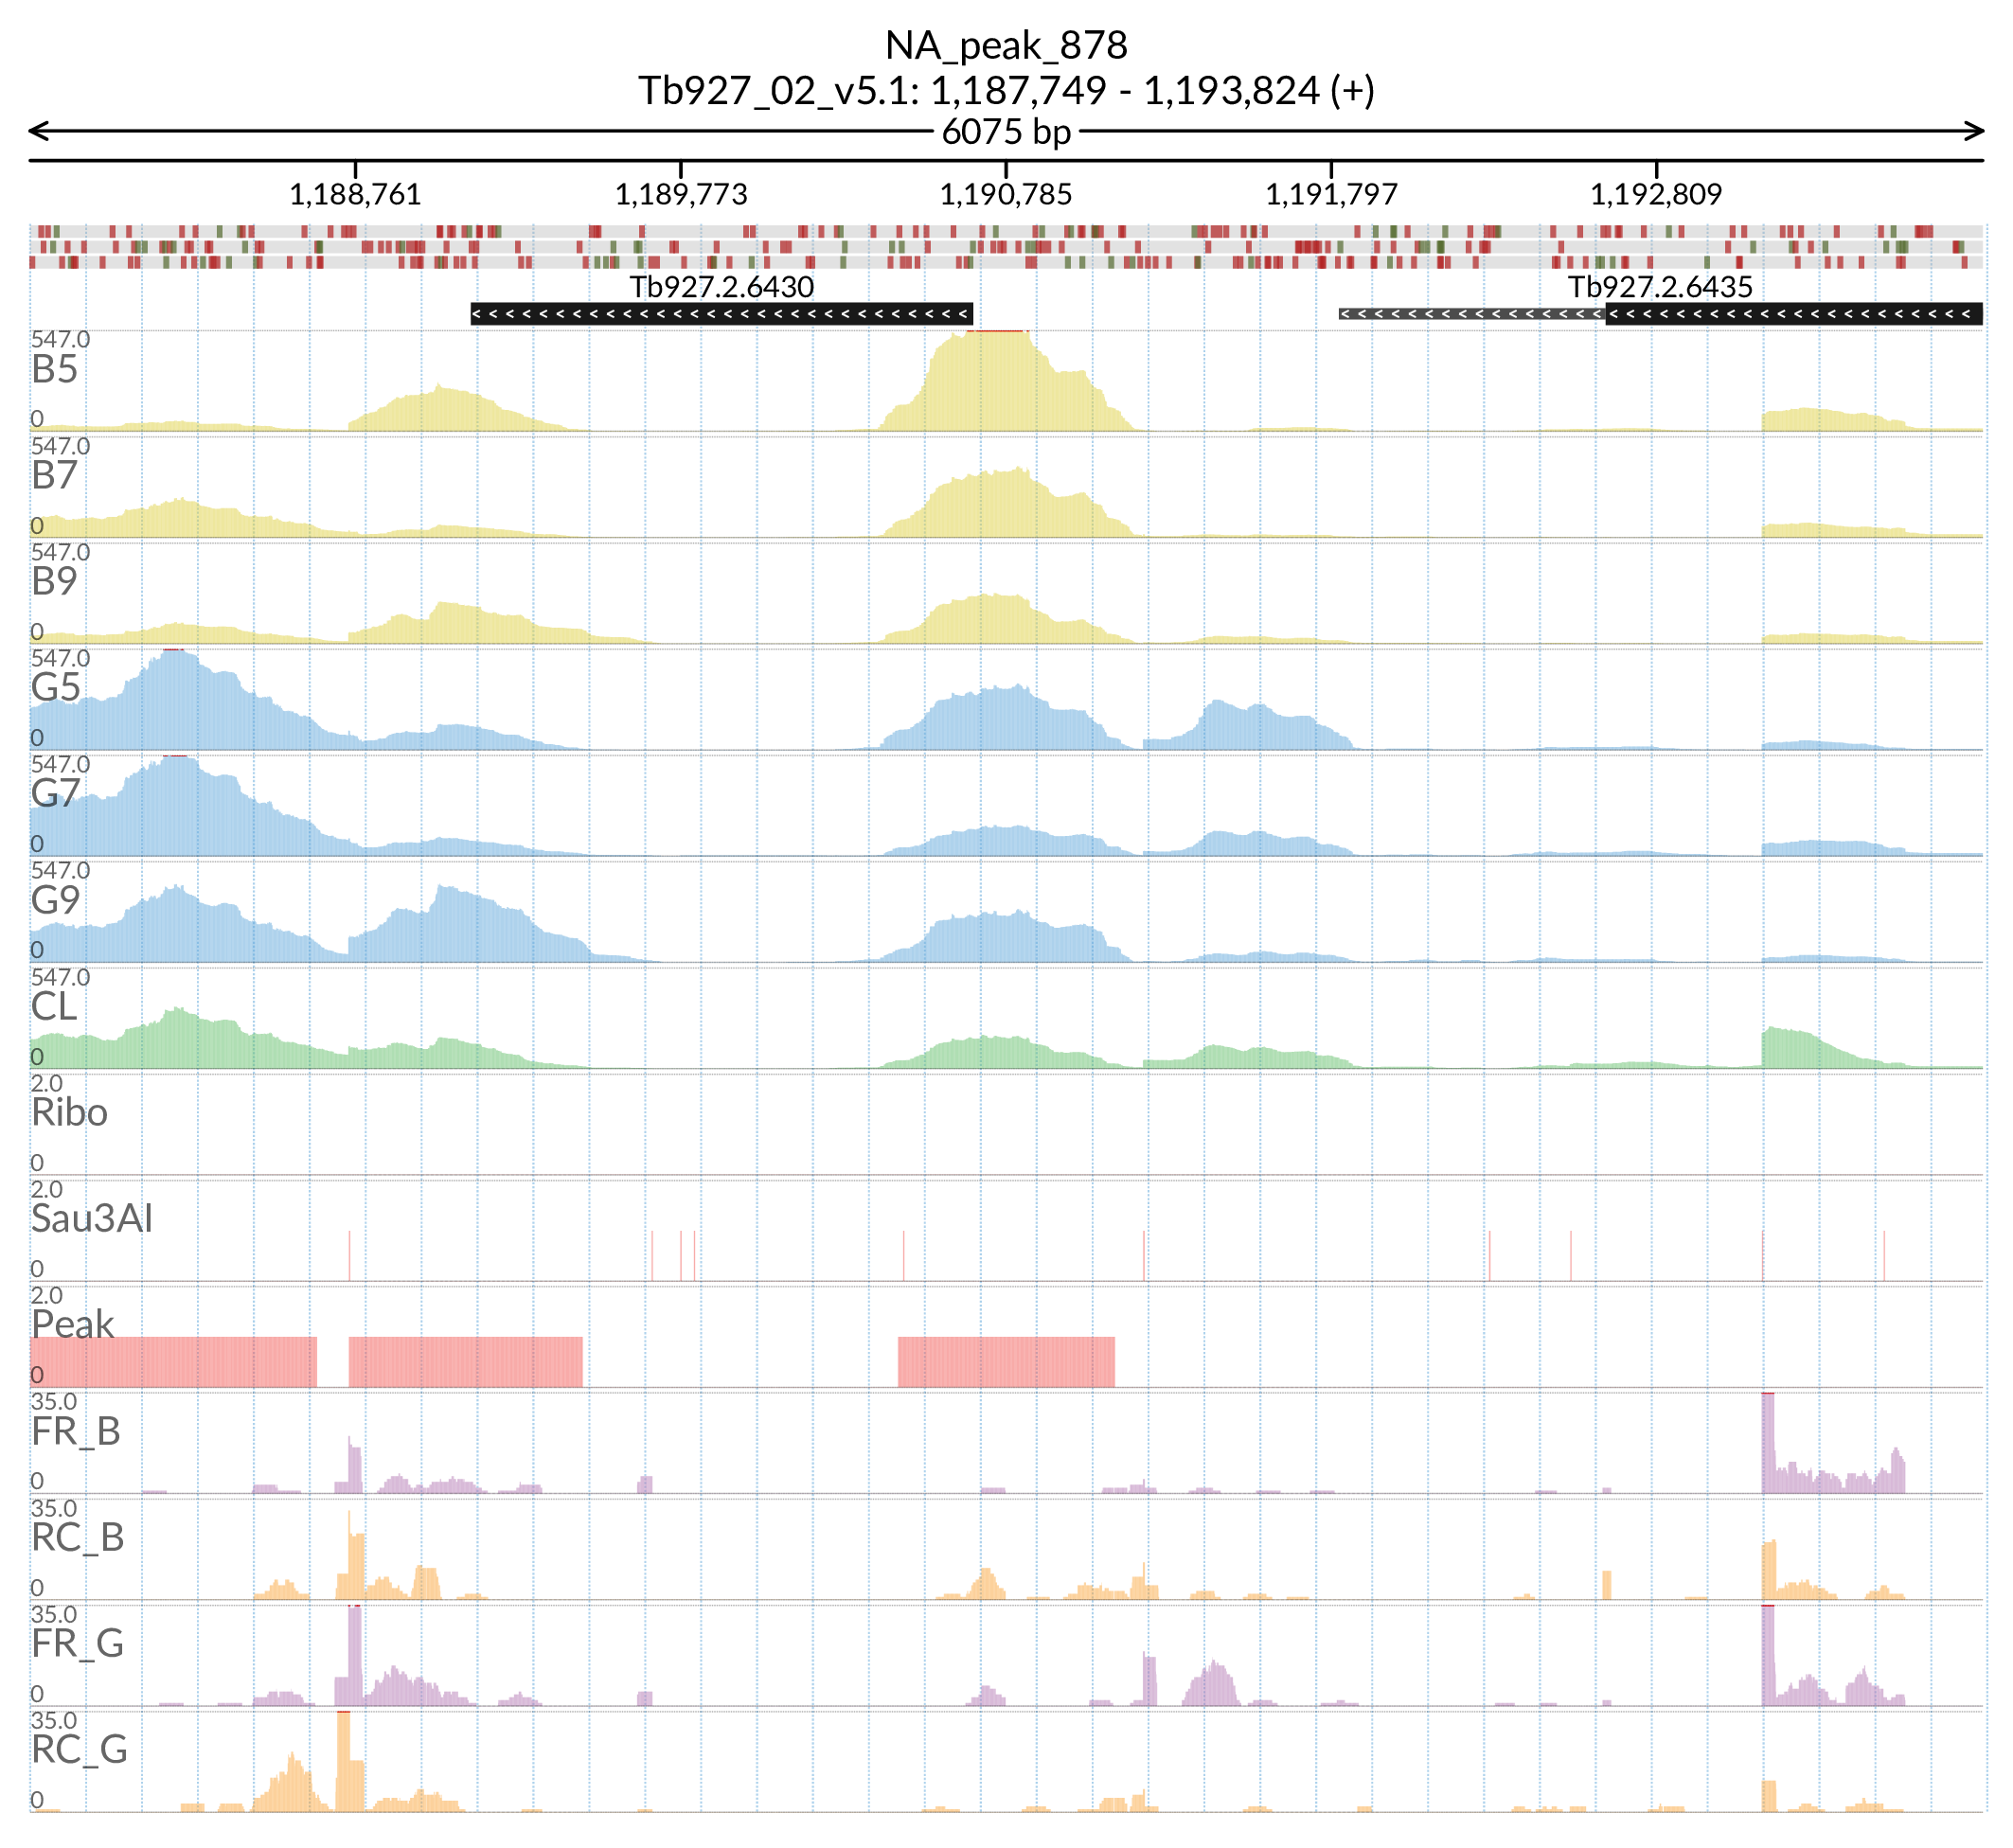 NA_peak_878
Tb927_02_v5.1: 1,187,749 - 1,193,824 (+)
6075 bp
1,188,761 1,189,773 1,190,785 1,191,797 1,192,809
Tb927.2.6430 Tb927.2.6435
547.0
B5
0
547.0
B7
0
547.0
B9
0
547.0
G5
0
547.0
G7
0
547.0
G9
0
547.0
CL
0
2.0
Ribo
0
2.0
Sau3AI
0
2.0
Peak
0
35.0
FR_B
0
35.0
RC_B
0
35.0
FR_G
0
35.0
RC_G
0